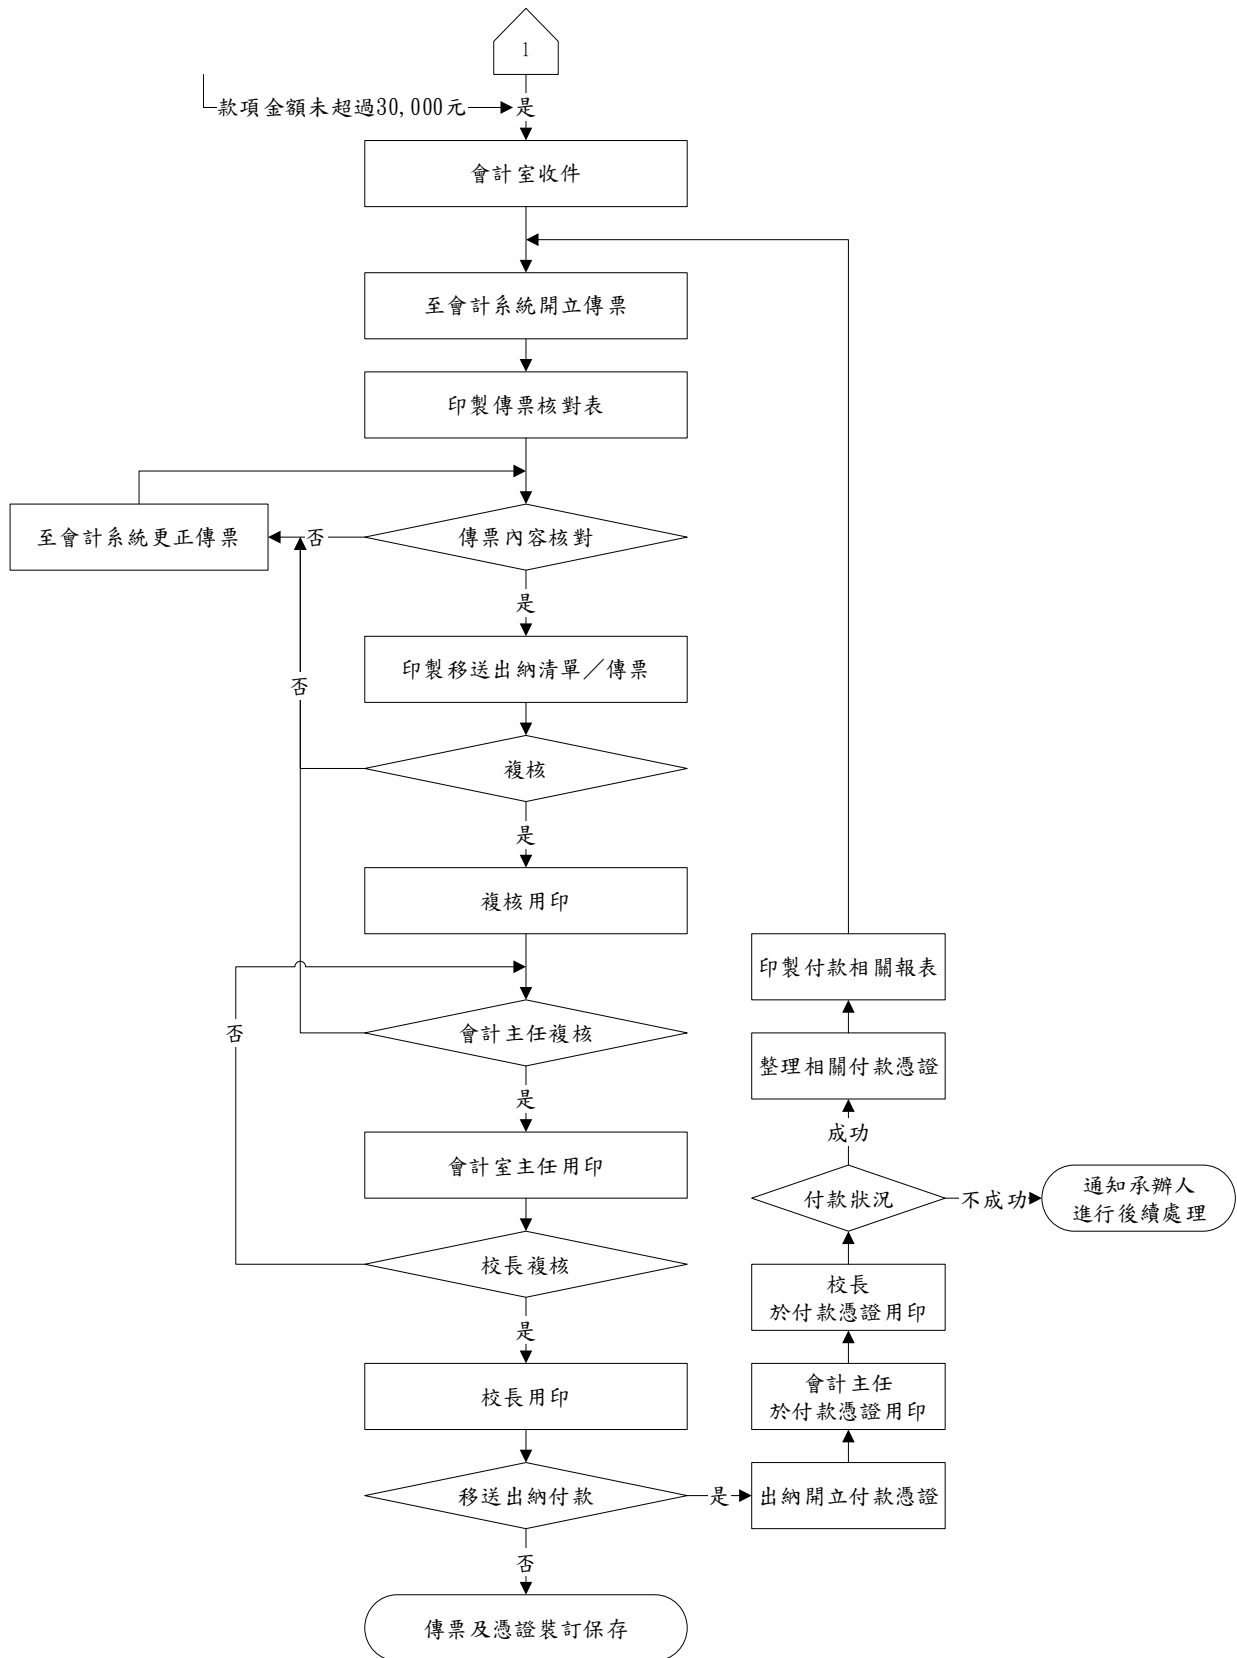 1
款項金額未超過30,000元
是
會計室收件
至會計系統開立傳票
印製傳票核對表
至會計系統更正傳票
否
傳票內容核對
是
印製移送出納清單／傳票
否
複核
是
複核用印
印製付款相關報表
否
會計主任複核
整理相關付款憑證
是
成功
會計室主任用印
付款狀況
不成功
通知承辦人
進行後續處理
校長複核
校長
於付款憑證用印
是
校長用印
會計主任
於付款憑證用印
移送出納付款
是
出納開立付款憑證
否
傳票及憑證裝訂保存